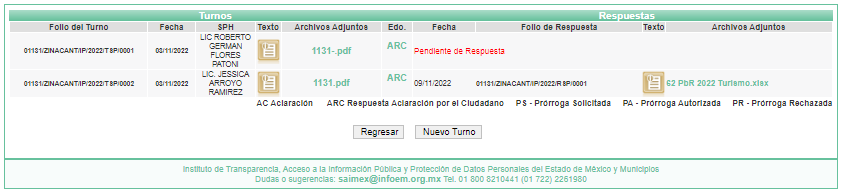 Turnos Respuestas
Folio del Turno Fecha SPH Texto Archivos Adjuntos Edo. Fecha Folio de Respuesta Texto Archivos Adjuntos
01131/ZINACANT/IP/2022/TSP/0001 03/11/2022 LIC ROBERTO GERMAN FLORES PATONI 1131-.pdf ARC Pendiente de Respuesta
01131/ZINACANT/IP/2022/TSP/0002 03/11/2022 LIC. JESSICA ARROYO RAMIREZ 1131.pdf ARC 09/11/2022 01131/ZINACANT/IP/2022/RSP/0001 62 PbR 2022 Turismo.xlsx
AC Aclaración ARC Respuesta Aclaración por el Ciudadano PS - Prórroga Solicitada PA - Prórroga Autorizada PR - Prórroga Rechazada
Regresar Nuevo Turno
Instituto de Transparencia, Acceso a la Información Pública y Protección de Datos Personales del Estado de México y Municipios
Dudas o sugerencias: saimex@infoem.org.mx Tel. 01 800 8210441 (01 722) 2261980